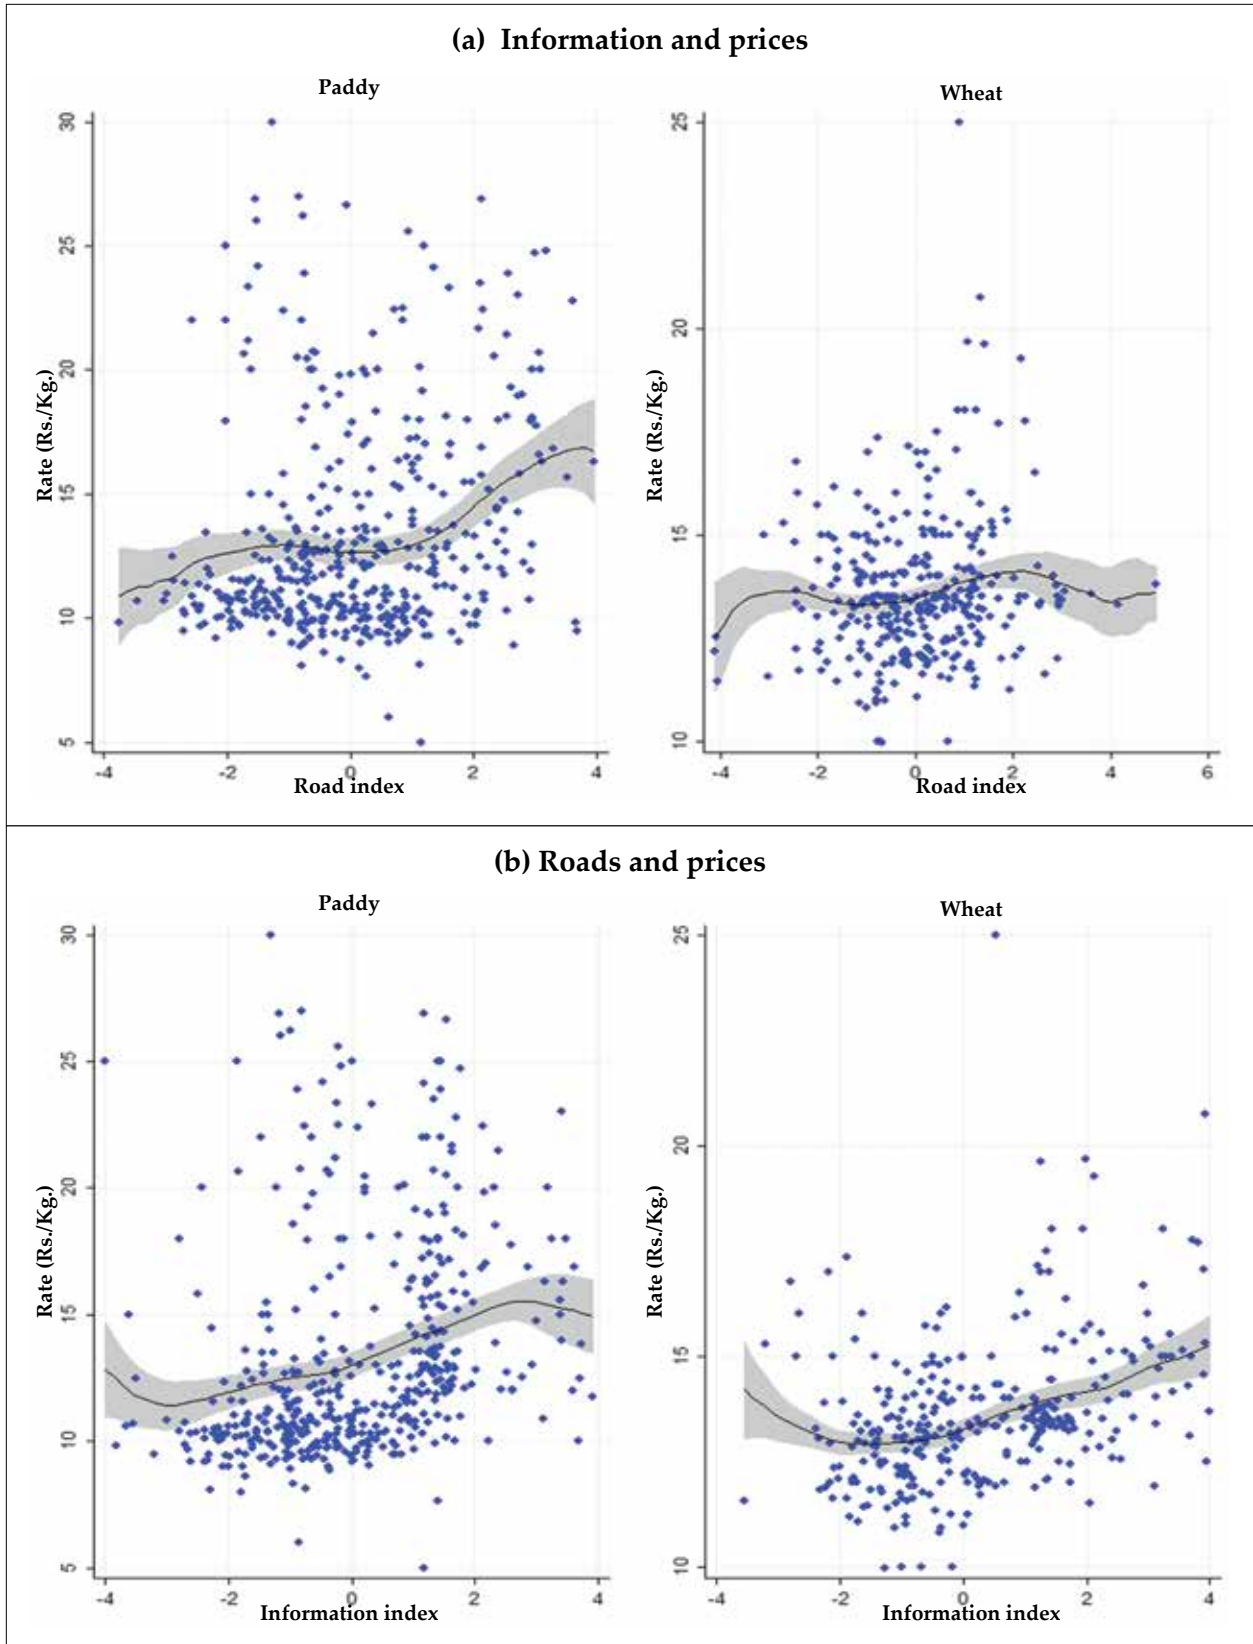 (a) Information and prices
Paddy
Wheat
30
25
20
15
10
5
Rate (Rs./Kg.)
-4 -2 0 2 4
Road index
25
20
15
10
Rate (Rs./Kg.)
-4 -2 0 2 4 6
Road index
(b) Roads and prices
Paddy
Wheat
30
25
20
15
10
5
Rate (Rs./Kg.)
-4 -2 0 2 4
Information index
25
20
15
10
Rate (Rs./Kg.)
-4 -2 0 2 4
Information index